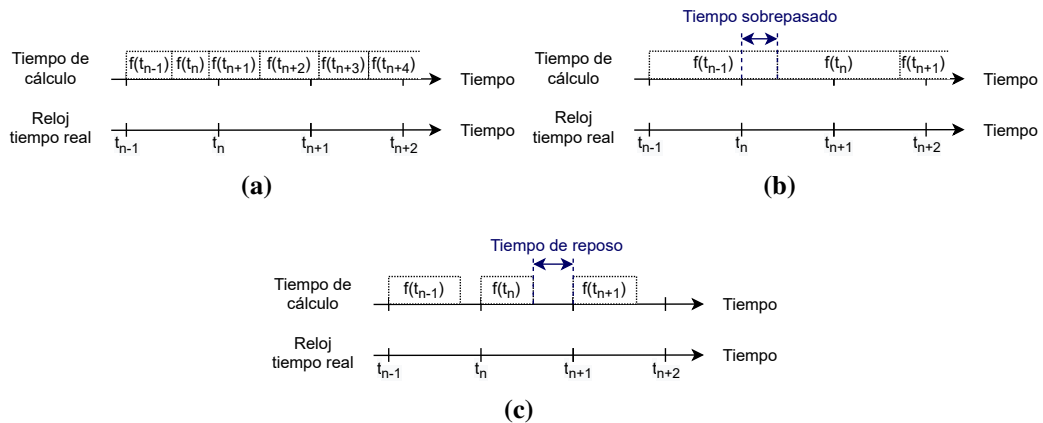 Tiempo de
cálculo
f(tn-1) f(tn) f(tn+1) f(tn+2) f(tn+3) f(tn+4)
Tiempo
Reloj
tiempo real
Tiempo
tn-1 tn tn+1 tn+2
(a)
Tiempo sobrepasado
Tiempo de
cálculo
f(tn-1) f(tn) f(tn+1)
Tiempo
Reloj
tiempo real
Tiempo
tn-1 tn tn+1 tn+2
(b)
Tiempo de reposo
Tiempo de
cálculo
f(tn-1) f(tn) f(tn+1)
Tiempo
Reloj
tiempo real
Tiempo
tn-1 tn tn+1 tn+2
(c)